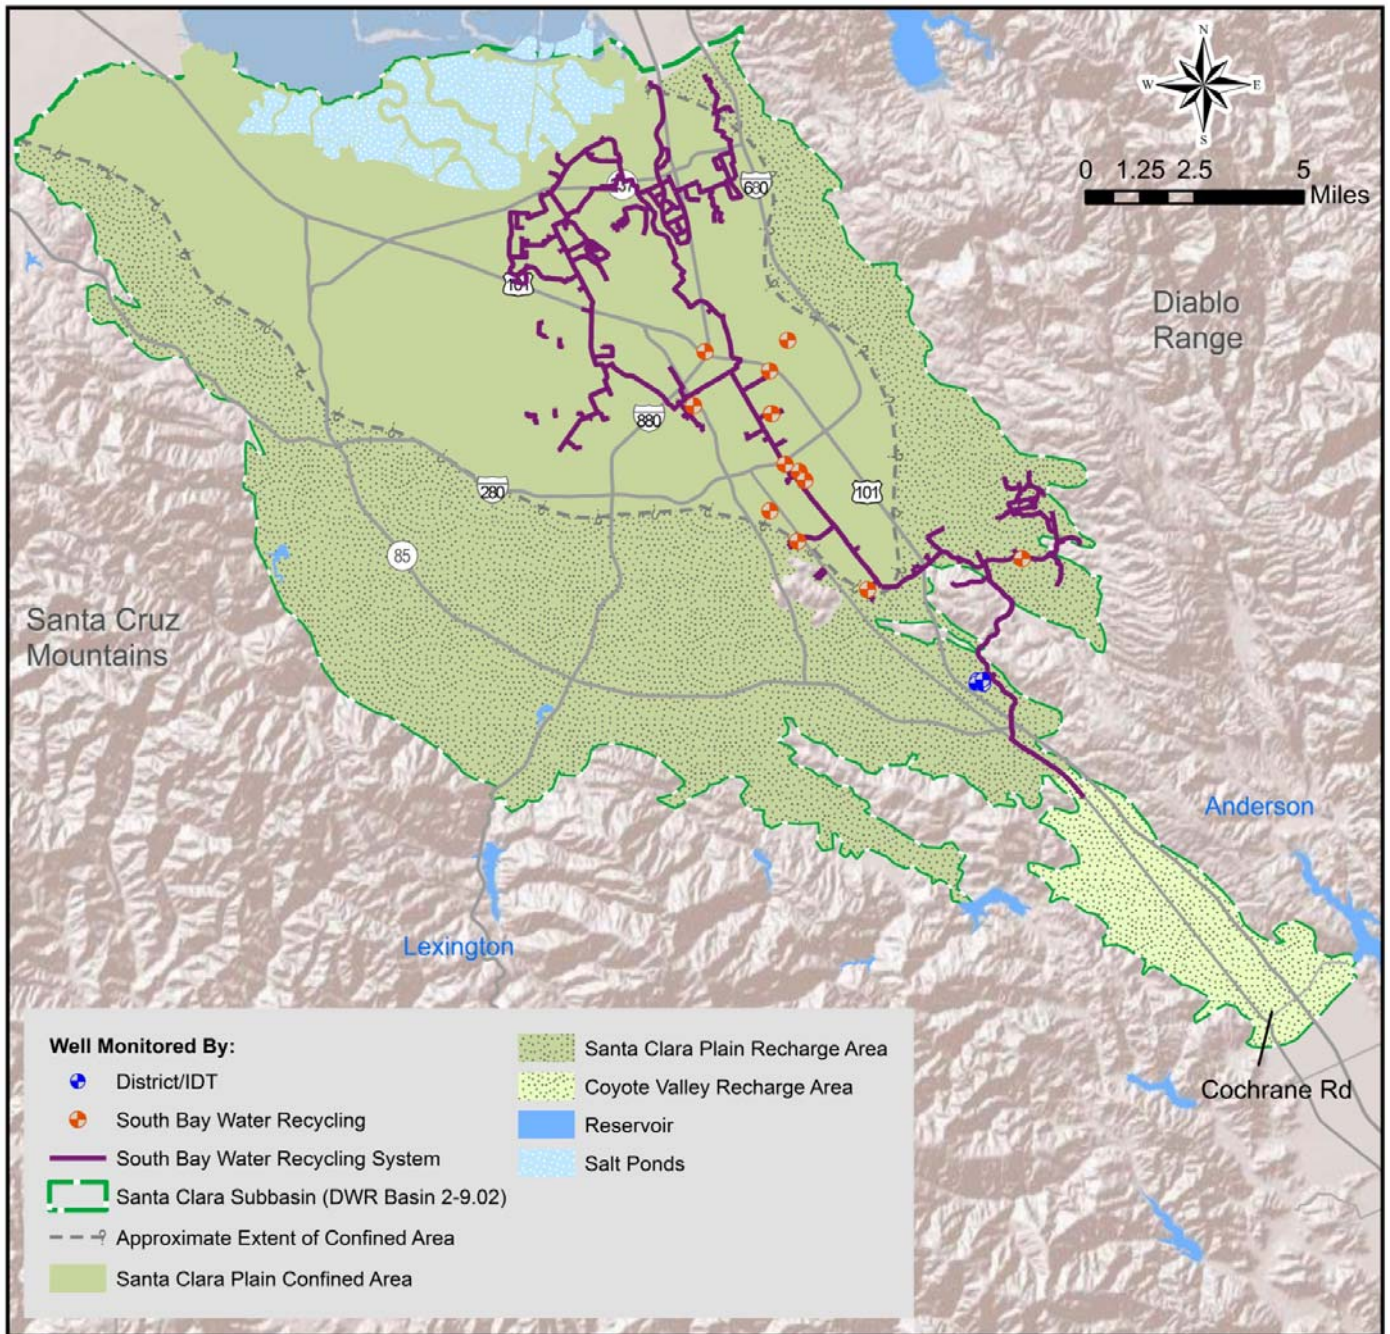 N
W E
S
0 1.25 2.5 5
Miles
237
680
101
Diablo
Range
880
280
101
85
Santa Cruz
Mountains
Anderson
Lexington
Cochrane Rd
Well Monitored By:
District/IDT
South Bay Water Recycling
South Bay Water Recycling System
Santa Clara Subbasin (DWR Basin 2-9.02)
Approximate Extent of Confined Area
Santa Clara Plain Confined Area
Santa Clara Plain Recharge Area
Coyote Valley Recharge Area
Reservoir
Salt Ponds